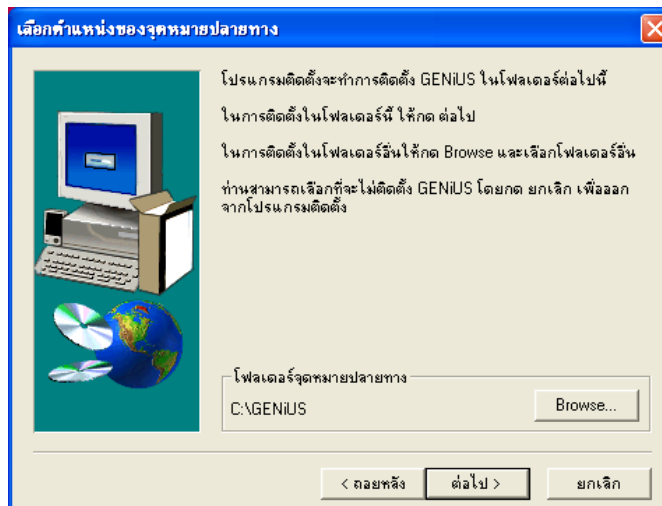 เลือกตำแหน่งของจุดหมายปลายทาง
โปรแกรมติดตั้งจะทำการติดตั้ง GENiUS ในโฟลเดอร์ต่อไปนี้
ในการติดตั้งในโฟลเดอร์นี้ ให้กด ต่อไป
ในการติดตั้งในโฟลเดอร์อื่นให้กด Browse และเลือกโฟลเดอร์อื่น
ท่านสามารถเลือกที่จะไม่ติดตั้ง GENiUS โดยกด ยกเลิก เพื่อออก
จากโปรแกรมติดตั้ง
โฟลเดอร์จุดหมายปลายทาง
C:\GENiUS
Browse...
< ถอยหลัง
ต่อไป >
ยกเลิก